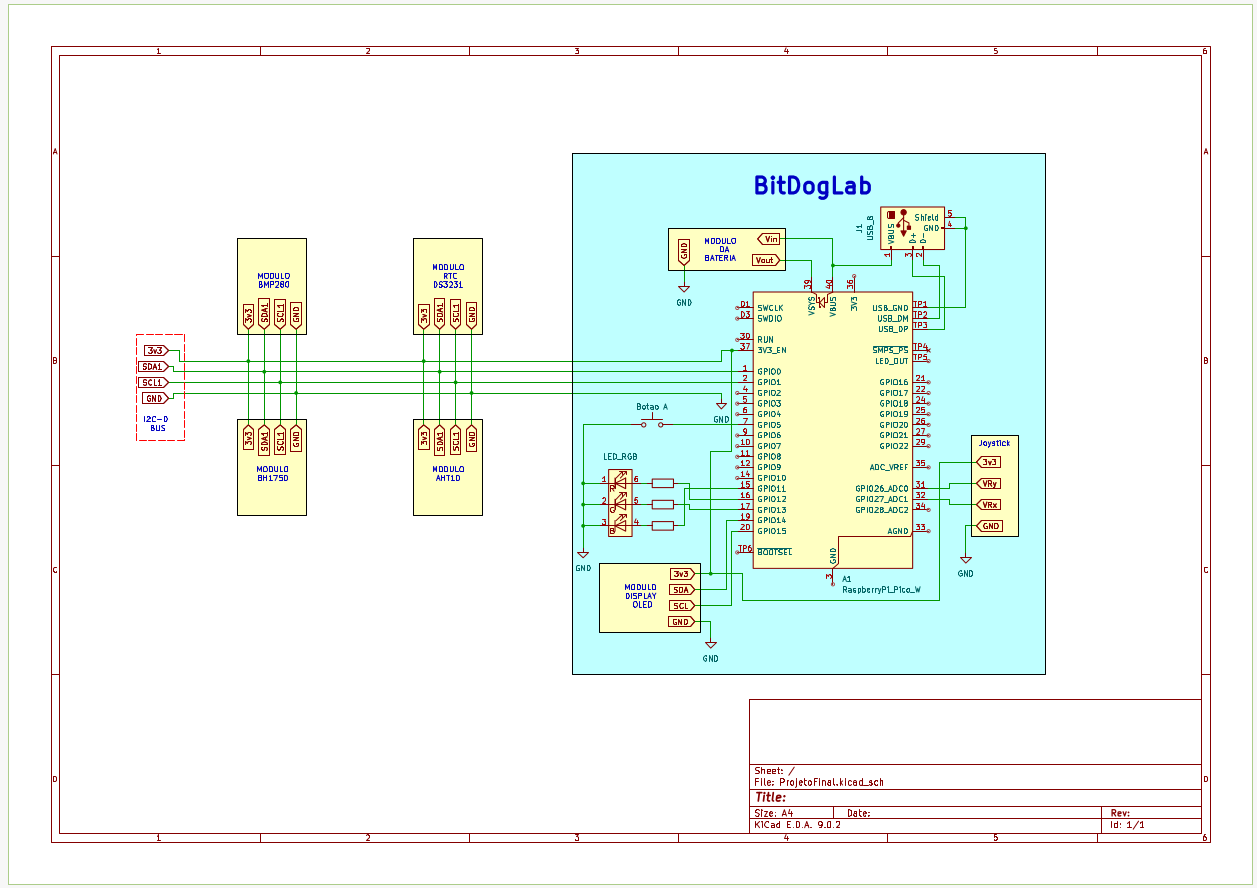 1 2 3 4 5 6
A
B
C
D
A
B
C
D
1 2 3 4 5 6
BitDogLab
MODULO
BMP280
3v3
SDA1
SCL1
GND
MODULO
RTC
DS3231
3v3
SDA1
SCL1
GND
3v3
SDA1
SCL1
GND
I2C-0
BUS
3v3
SDA1
SCL1
GND
MODULO
BH1750
3v3
SDA1
SCL1
GND
MODULO
AHT10
GND
MODULO
DA
BATERIA
Vin
Vout
GND
J1
USB_B
Shield
GND
VBUS
D+
D-
5
4
1
3
2
39
40
36
VSYS
VBUS
3V3
D1 SWCLK
D3 SWDIO
30 RUN
37 3V3_EN
1 GPIO0
2 GPIO1
4 GPIO2
5 GPIO3
6 GPIO4
7 GPIO5
9 GPIO6
10 GPIO7
11 GPIO8
12 GPIO9
14 GPIO10
15 GPIO11
16 GPIO12
17 GPIO13
19 GPIO14
20 GPIO15
TP6 BOOTSEL
USB_GND TP1
USB_DM TP2
USB_DP TP3
SMPS_PS TP4
LED_OUT TP5
GPIO16 21
GPIO17 22
GPIO18 24
GPIO19 25
GPIO20 26
GPIO21 27
GPIO22 29
ADC_VREF 35
GPIO26_ADC0 31
GPIO27_ADC1 32
GPIO28_ADC2 34
AGND 33
GND
3
A1
RaspberryPi_Pico_W
GND
Botao A
LED_RGB
1 R 6
2 G 5
3 B 4
GND
MODULO
DISPLAY
OLED
3v3
SDA
SCL
GND
GND
Joystick
3v3
VRy
VRx
GND
GND
Sheet: /
File: ProjetoFinal.kicad_sch
Title:
Size: A4 Date: Rev:
KiCad E.D.A. 9.0.2 Id: 1/1